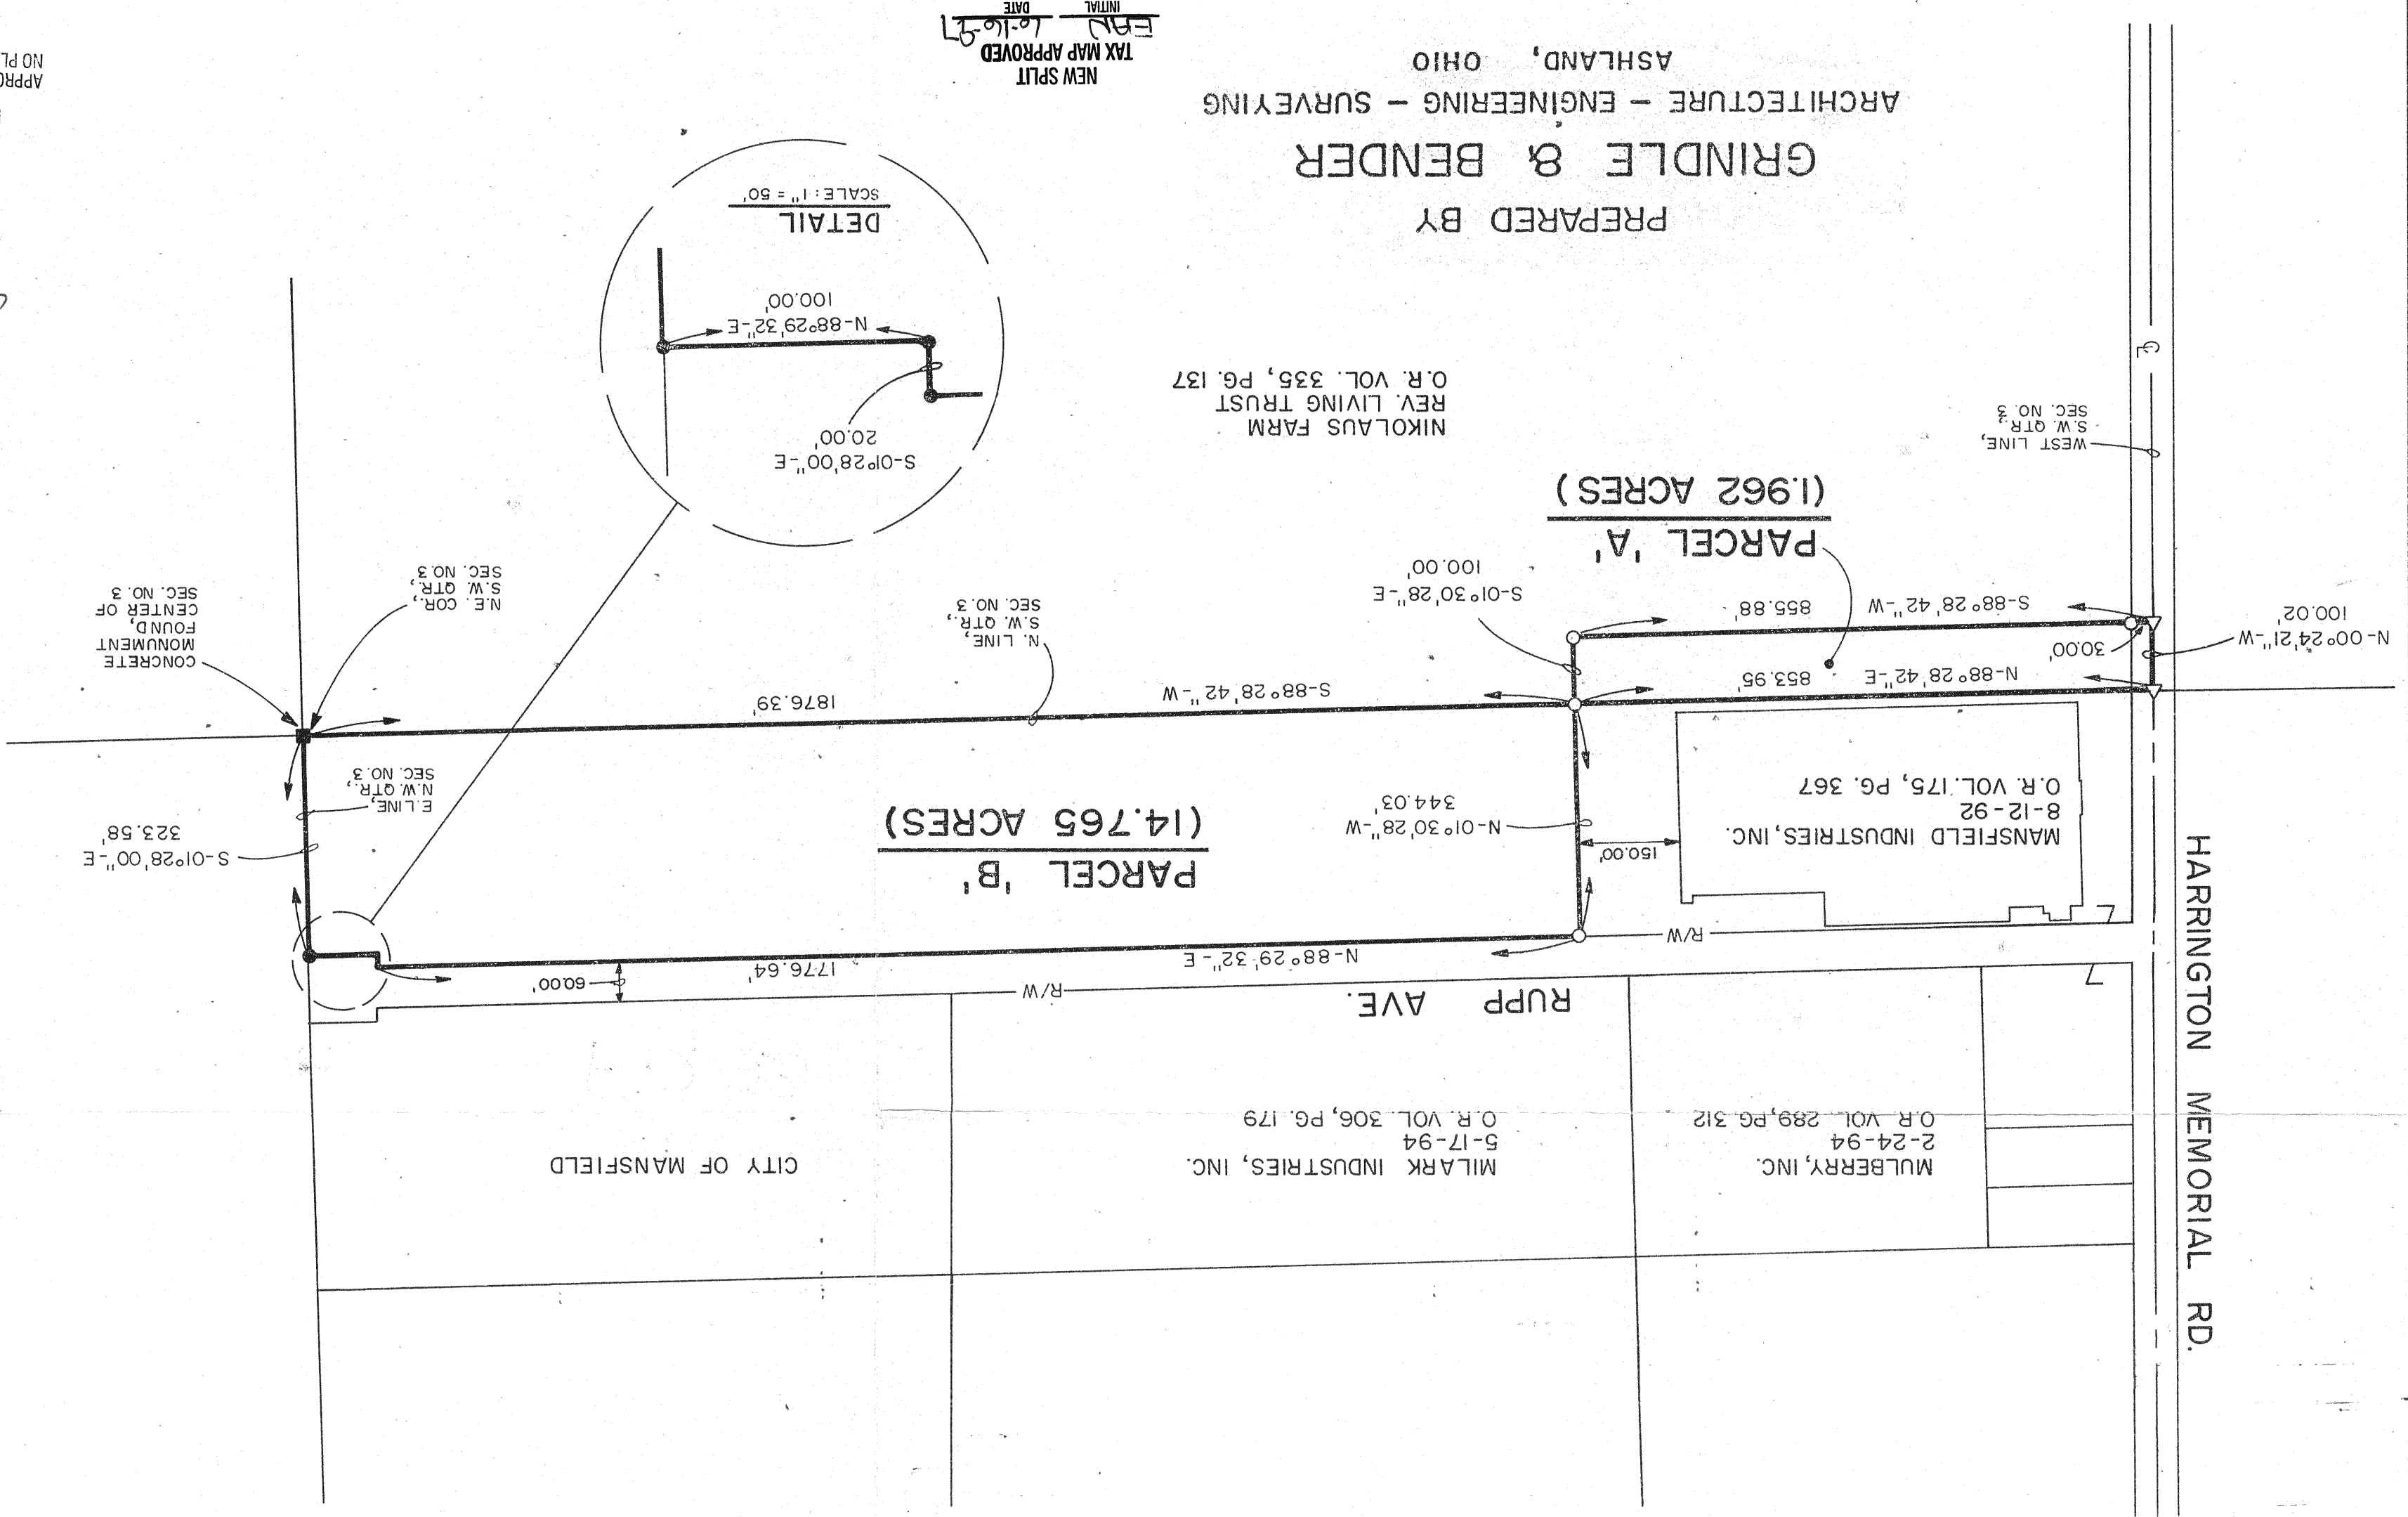 HARRINGTON MEMORIAL RD.
MULBERRY, INC.
2-24-94
O.R. VOL. 289, PG. 312
MILARK INDUSTRIES, INC.
5-17-94
O.R. VOL. 306, PG. 179
CITY OF MANSFIELD
RUPP AVE.
R/W
R/W
N-88°29'32"-E
1776.64'
60.00'
MANSFIELD INDUSTRIES, INC.
8-12-92
O.R. VOL. 175, PG. 367
150.00'
N-01°30'28"-W
344.03'
PARCEL 'B'
(14.765 ACRES)
S-01°28'00"-E
323.58'
E. LINE,
N.W. QTR.,
SEC. NO. 3
N-88°28'42"-E 853.95'
S-88°28'42"-W 1876.39'
30.00'
N-00°24'21"-W
100.02'
S-88°28'42"-W 855.88'
S-01°30'28"-E
100.00'
N. LINE,
S.W. QTR.,
SEC. NO. 3
N.E. COR.,
S.W. QTR.,
SEC. NO. 3
CONCRETE
MONUMENT
FOUND,
CENTER OF
SEC. NO. 3
PARCEL 'A'
(1.962 ACRES)
WEST LINE,
S.W. QTR.,
SEC. NO. 3
CL
NIKOLAUS FARM
REV. LIVING TRUST
O.R. VOL. 335, PG. 137
S-01°28'00"-E
20.00'
N-88°29'32"-E
100.00'
DETAIL
SCALE: 1" = 50'
PREPARED BY
GRINDLE & BENDER
ARCHITECTURE - ENGINEERING - SURVEYING
ASHLAND, OHIO
NEW SPLIT
TAX MAP APPROVED
6-16-97
INITIAL DATE
APPRO
NO PL